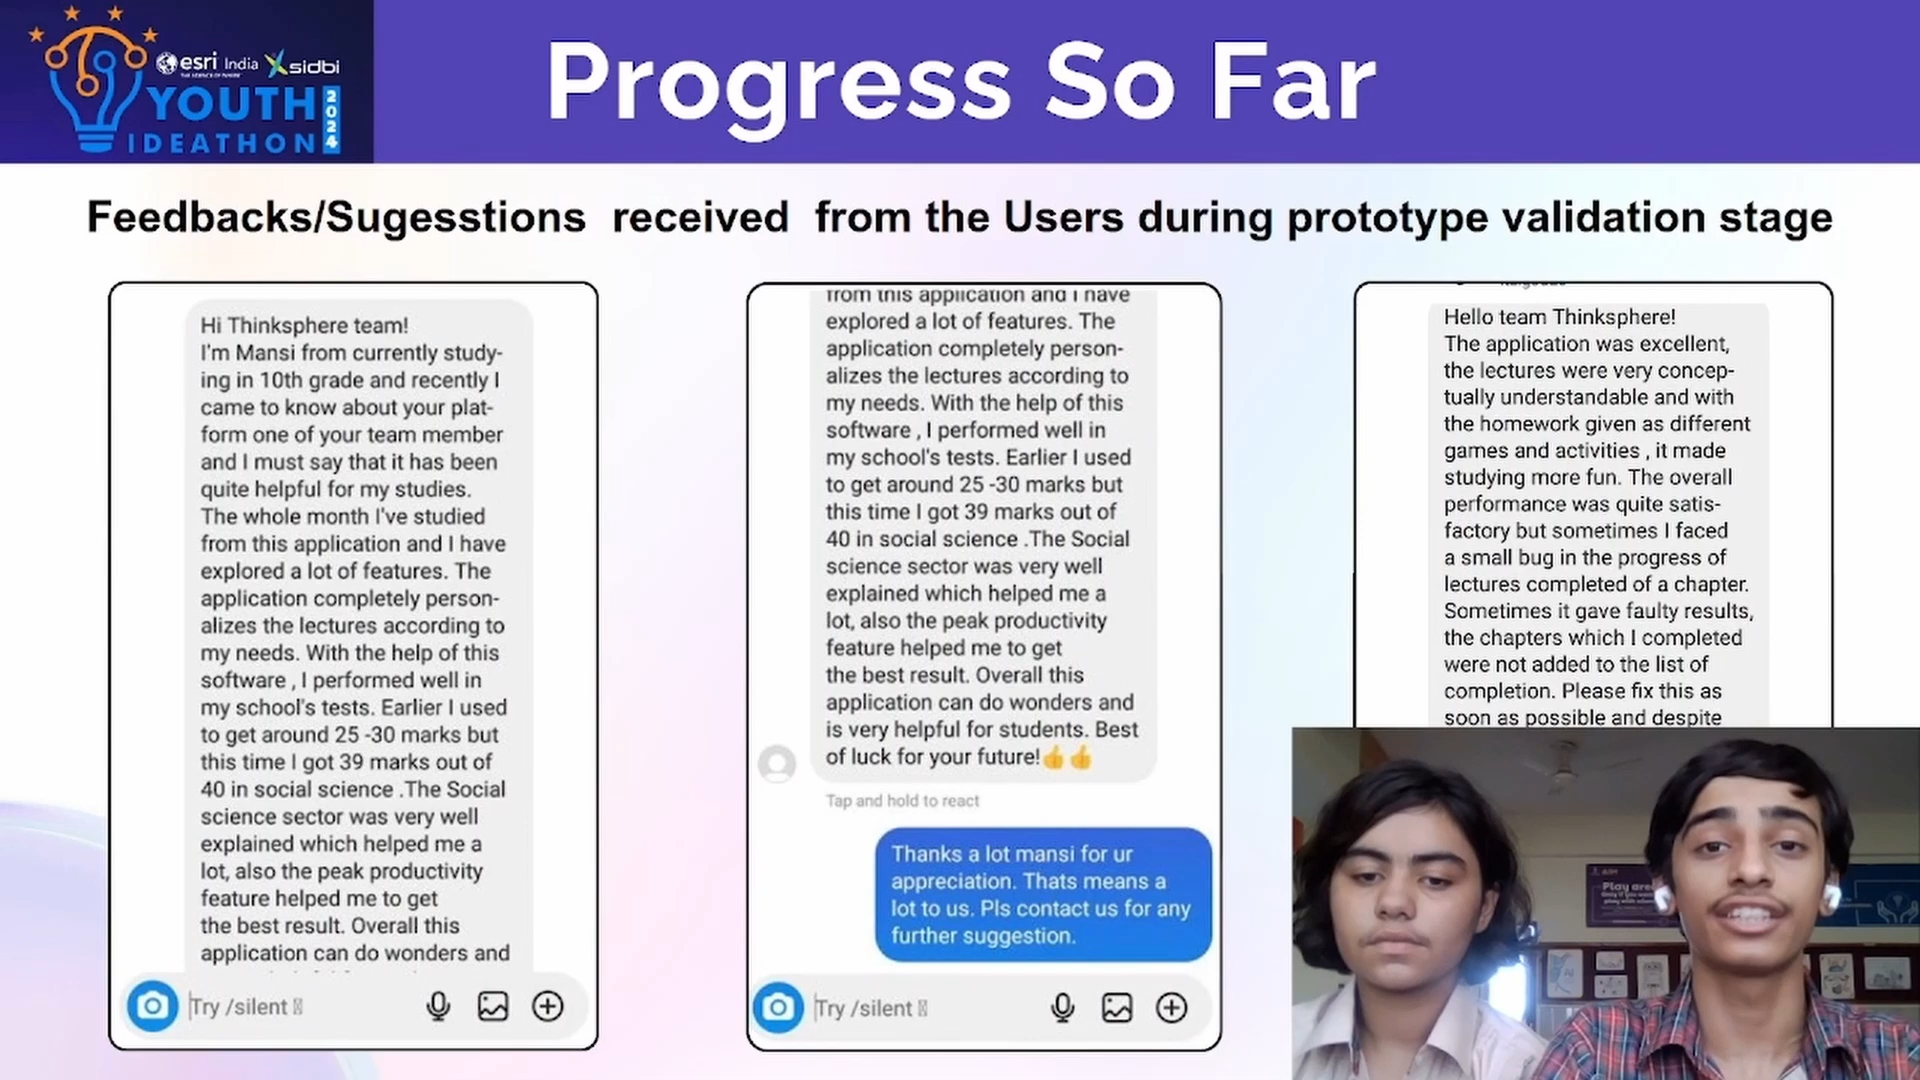 esri India
THE SCIENCE OF WHERE
sidbi
YOUTH
IDEATHON
2024
Progress So Far
Feedbacks/Sugesstions received from the Users during prototype validation stage
Hi Thinksphere team!
I'm Mansi from currently study-
ing in 10th grade and recently I
came to know about your plat-
form one of your team member
and I must say that it has been
quite helpful for my studies.
The whole month I've studied
from this application and I have
explored a lot of features. The
application completely person-
alizes the lectures according to
my needs. With the help of this
software , I performed well in
my school's tests. Earlier I used
to get around 25 -30 marks but
this time I got 39 marks out of
40 in social science .The Social
science sector was very well
explained which helped me a
lot, also the peak productivity
feature helped me to get
the best result. Overall this
application can do wonders and
Try /silent
from this application and I have
explored a lot of features. The
application completely person-
alizes the lectures according to
my needs. With the help of this
software , I performed well in
my school's tests. Earlier I used
to get around 25 -30 marks but
this time I got 39 marks out of
40 in social science .The Social
science sector was very well
explained which helped me a
lot, also the peak productivity
feature helped me to get
the best result. Overall this
application can do wonders and
is very helpful for students. Best
of luck for your future!👍👍
Tap and hold to react
Thanks a lot mansi for ur
appreciation. Thats means a
lot to us. Pls contact us for any
further suggestion.
Try /silent
Hello team Thinksphere!
The application was excellent,
the lectures were very concep-
tually understandable and with
the homework given as different
games and activities , it made
studying more fun. The overall
performance was quite satis-
factory but sometimes I faced
a small bug in the progress of
lectures completed of a chapter.
Sometimes it gave faulty results,
the chapters which I completed
were not added to the list of
completion. Please fix this as
soon as possible and despite
Play area